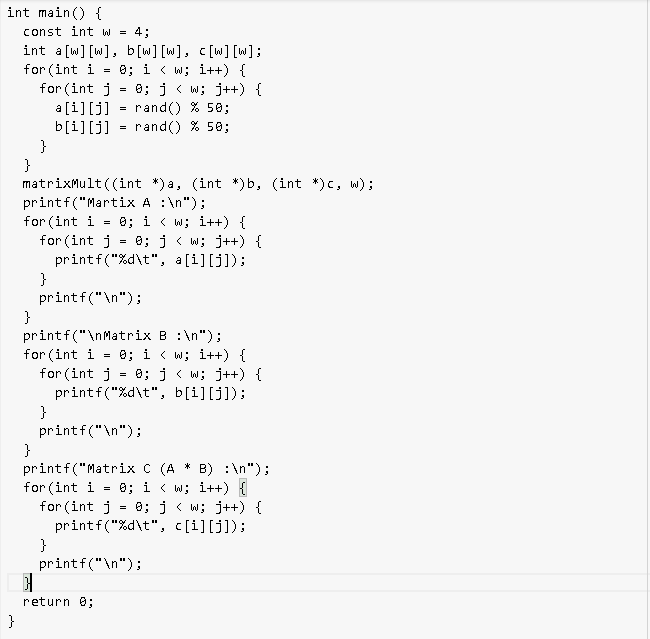 int main() {
  const int w = 4;
  int a[w][w], b[w][w], c[w][w];
  for(int i = 0; i < w; i++) {
    for(int j = 0; j < w; j++) {
      a[i][j] = rand() % 50;
      b[i][j] = rand() % 50;
    }
  }
  matrixMult((int *)a, (int *)b, (int *)c, w);
  printf("Martix A :\n");
  for(int i = 0; i < w; i++) {
    for(int j = 0; j < w; j++) {
      printf("%d\t", a[i][j]);
    }
    printf("\n");
  }
  printf("\nMatrix B :\n");
  for(int i = 0; i < w; i++) {
    for(int j = 0; j < w; j++) {
      printf("%d\t", b[i][j]);
    }
    printf("\n");
  }
  printf("Matrix C (A * B) :\n");
  for(int i = 0; i < w; i++) {
    for(int j = 0; j < w; j++) {
      printf("%d\t", c[i][j]);
    }
    printf("\n");
  }
  return 0;
}